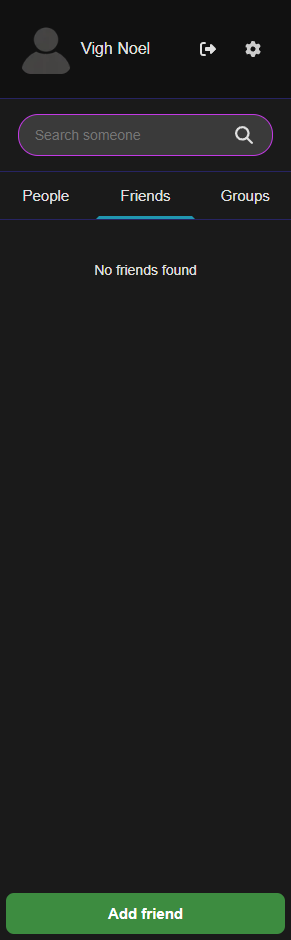 Vigh Noel
Search someone
People Friends Groups
No friends found
Add friend